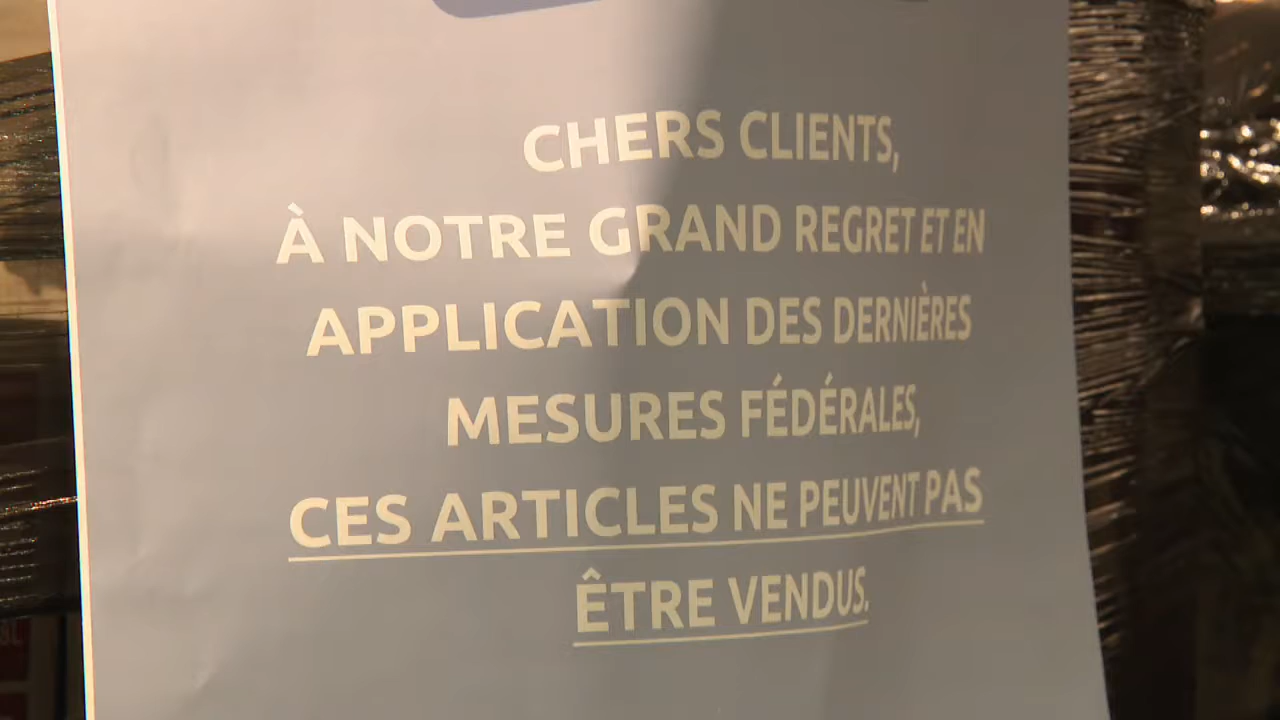 CHERS CLIENTS,
À NOTRE GRAND REGRET ET EN
APPLICATION DES DERNIÈRES
MESURES FÉDÉRALES,
CES ARTICLES NE PEUVENT PAS
ÊTRE VENDUS.